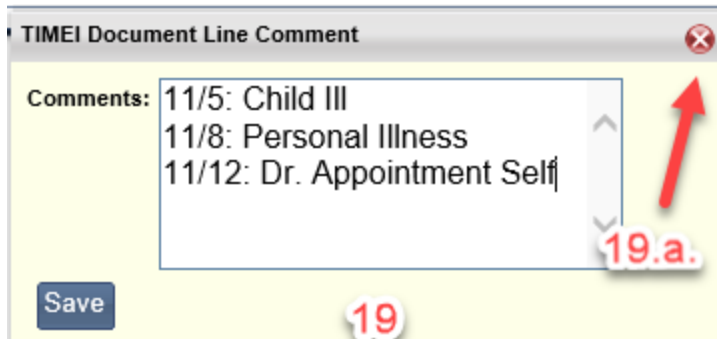 TIMEI Document Line Comment
Comments: 11/5: Child Ill
11/8: Personal Illness
11/12: Dr. Appointment Self
19.a.
Save
19